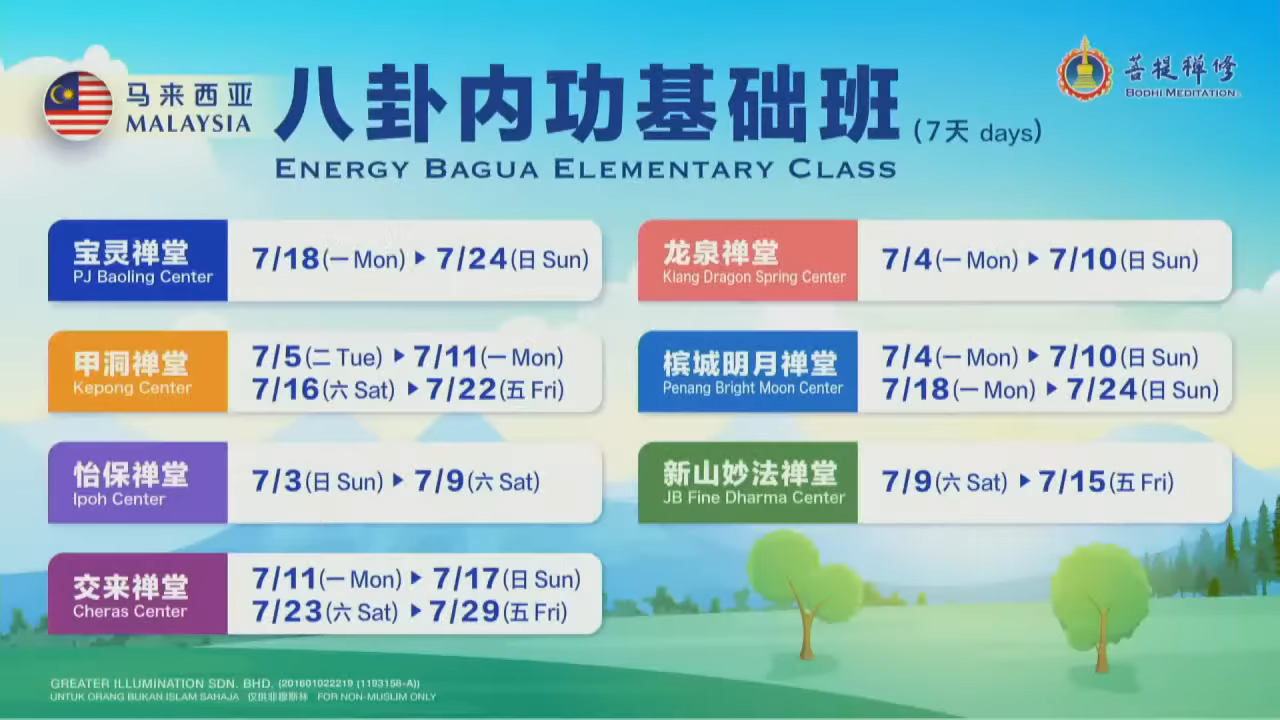 马来西亚
MALAYSIA
八卦内功基础班 (7天 days)
ENERGY BAGUA ELEMENTARY CLASS
菩提禅修
BODHI MEDITATION
宝灵禅堂
PJ Baoling Center
7/18(一 Mon) ▶ 7/24(日 Sun)
龙泉禅堂
Klang Dragon Spring Center
7/4(一 Mon) ▶ 7/10(日 Sun)
甲洞禅堂
Kepong Center
7/5(二 Tue) ▶ 7/11(一 Mon)
7/16(六 Sat) ▶ 7/22(五 Fri)
槟城明月禅堂
Penang Bright Moon Center
7/4(一 Mon) ▶ 7/10(日 Sun)
7/18(一 Mon) ▶ 7/24(日 Sun)
怡保禅堂
Ipoh Center
7/3(日 Sun) ▶ 7/9(六 Sat)
新山妙法禅堂
JB Fine Dharma Center
7/9(六 Sat) ▶ 7/15(五 Fri)
交来禅堂
Cheras Center
7/11(一 Mon) ▶ 7/17(日 Sun)
7/23(六 Sat) ▶ 7/29(五 Fri)
GREATER ILLUMINATION SDN. BHD. (201601022219 (1193158-A))
UNTUK ORANG BUKAN ISLAM SAHAJA 仅供非穆斯林 FOR NON-MUSLIM ONLY